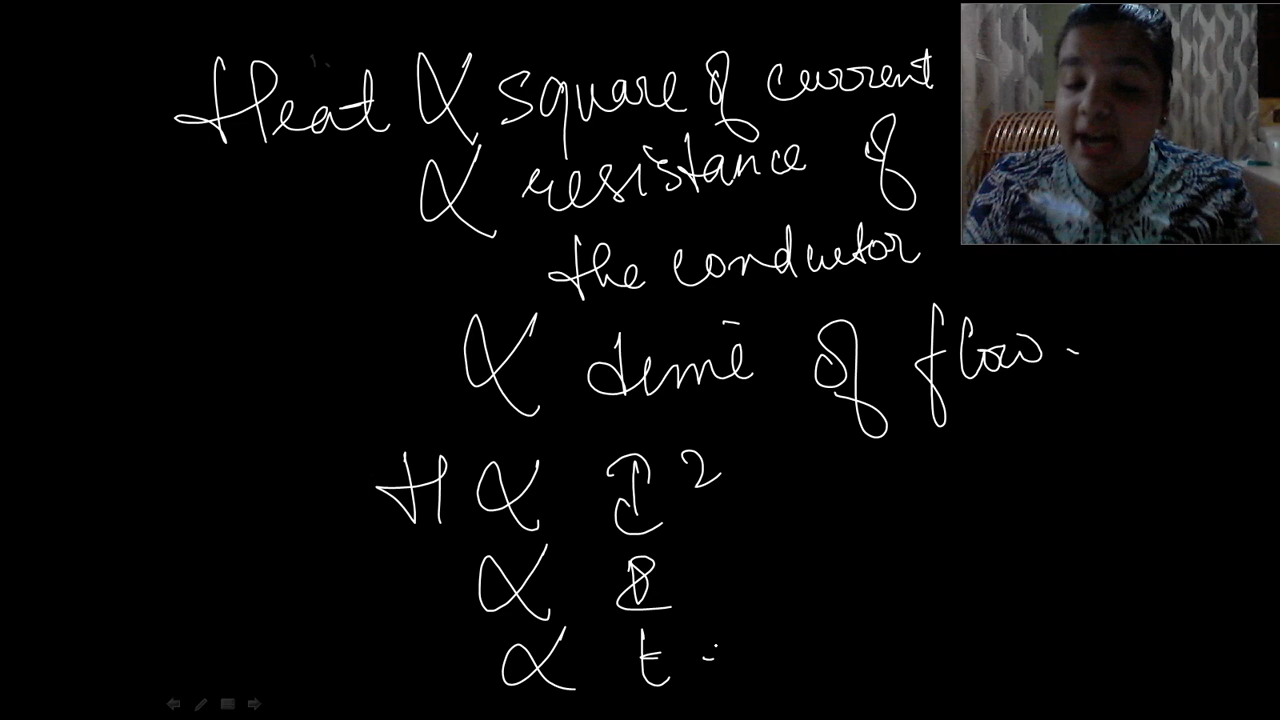 Heat ∝ square of current
∝ resistance of
the conductor
∝ time of flow.
H ∝ I²
∝ R
∝ t.